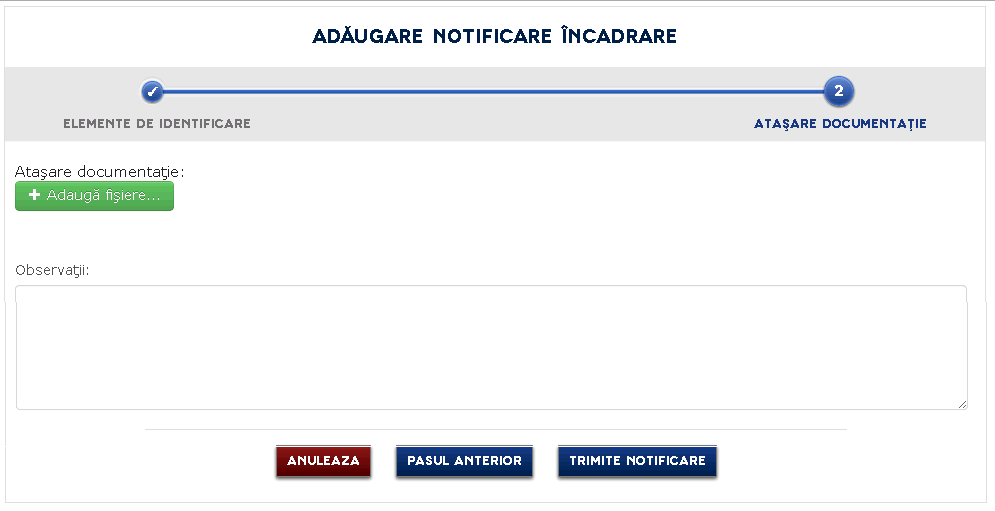 ADĂUGARE NOTIFICARE ÎNCADRARE
2
ELEMENTE DE IDENTIFICARE
ATAŞARE DOCUMENTAŢIE
Ataşare documentaţie:
+ Adaugă fişiere...
Observaţii:
ANULEAZA
PASUL ANTERIOR
TRIMITE NOTIFICARE